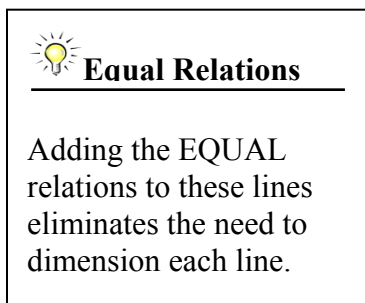 Equal Relations
Adding the EQUAL
relations to these lines
eliminates the need to
dimension each line.